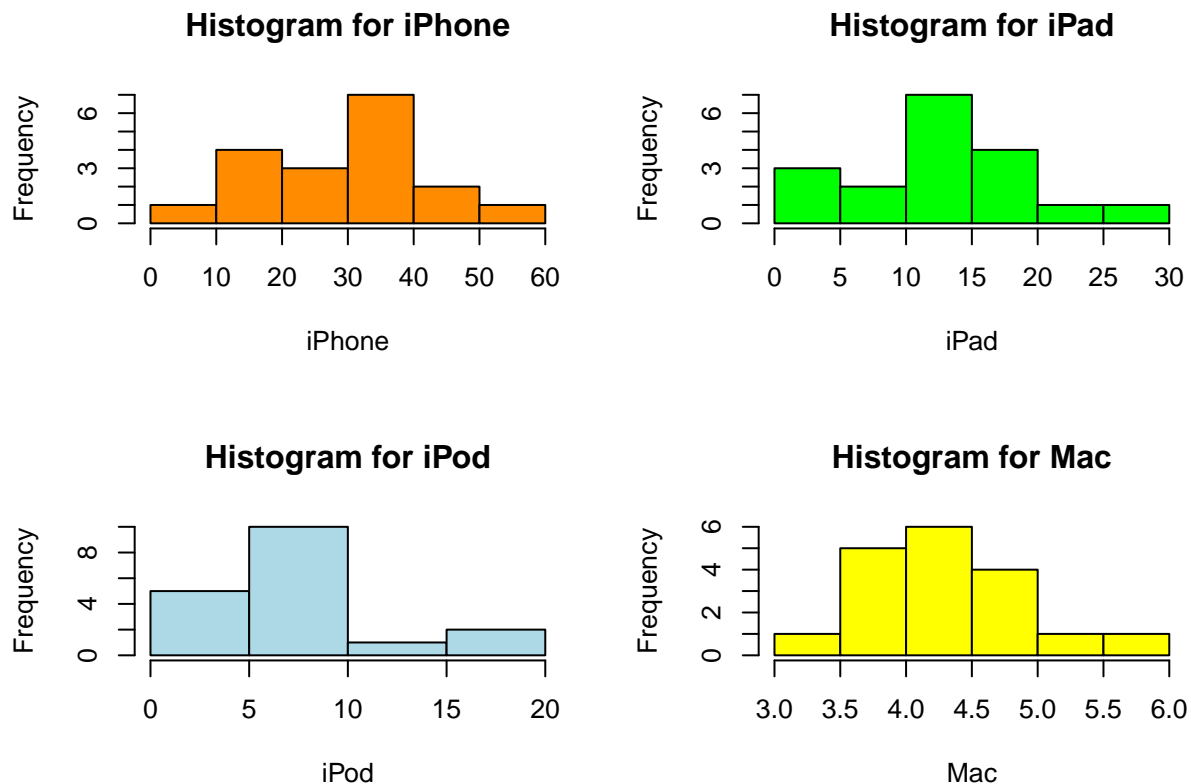 Histogram for iPhone
Frequency
0 3 6
0 10 20 30 40 50 60
iPhone
Histogram for iPad
Frequency
0 3 6
0 5 10 15 20 25 30
iPad
Histogram for iPod
Frequency
0 4 8
0 5 10 15 20
iPod
Histogram for Mac
Frequency
0 2 4 6
3.0 3.5 4.0 4.5 5.0 5.5 6.0
Mac